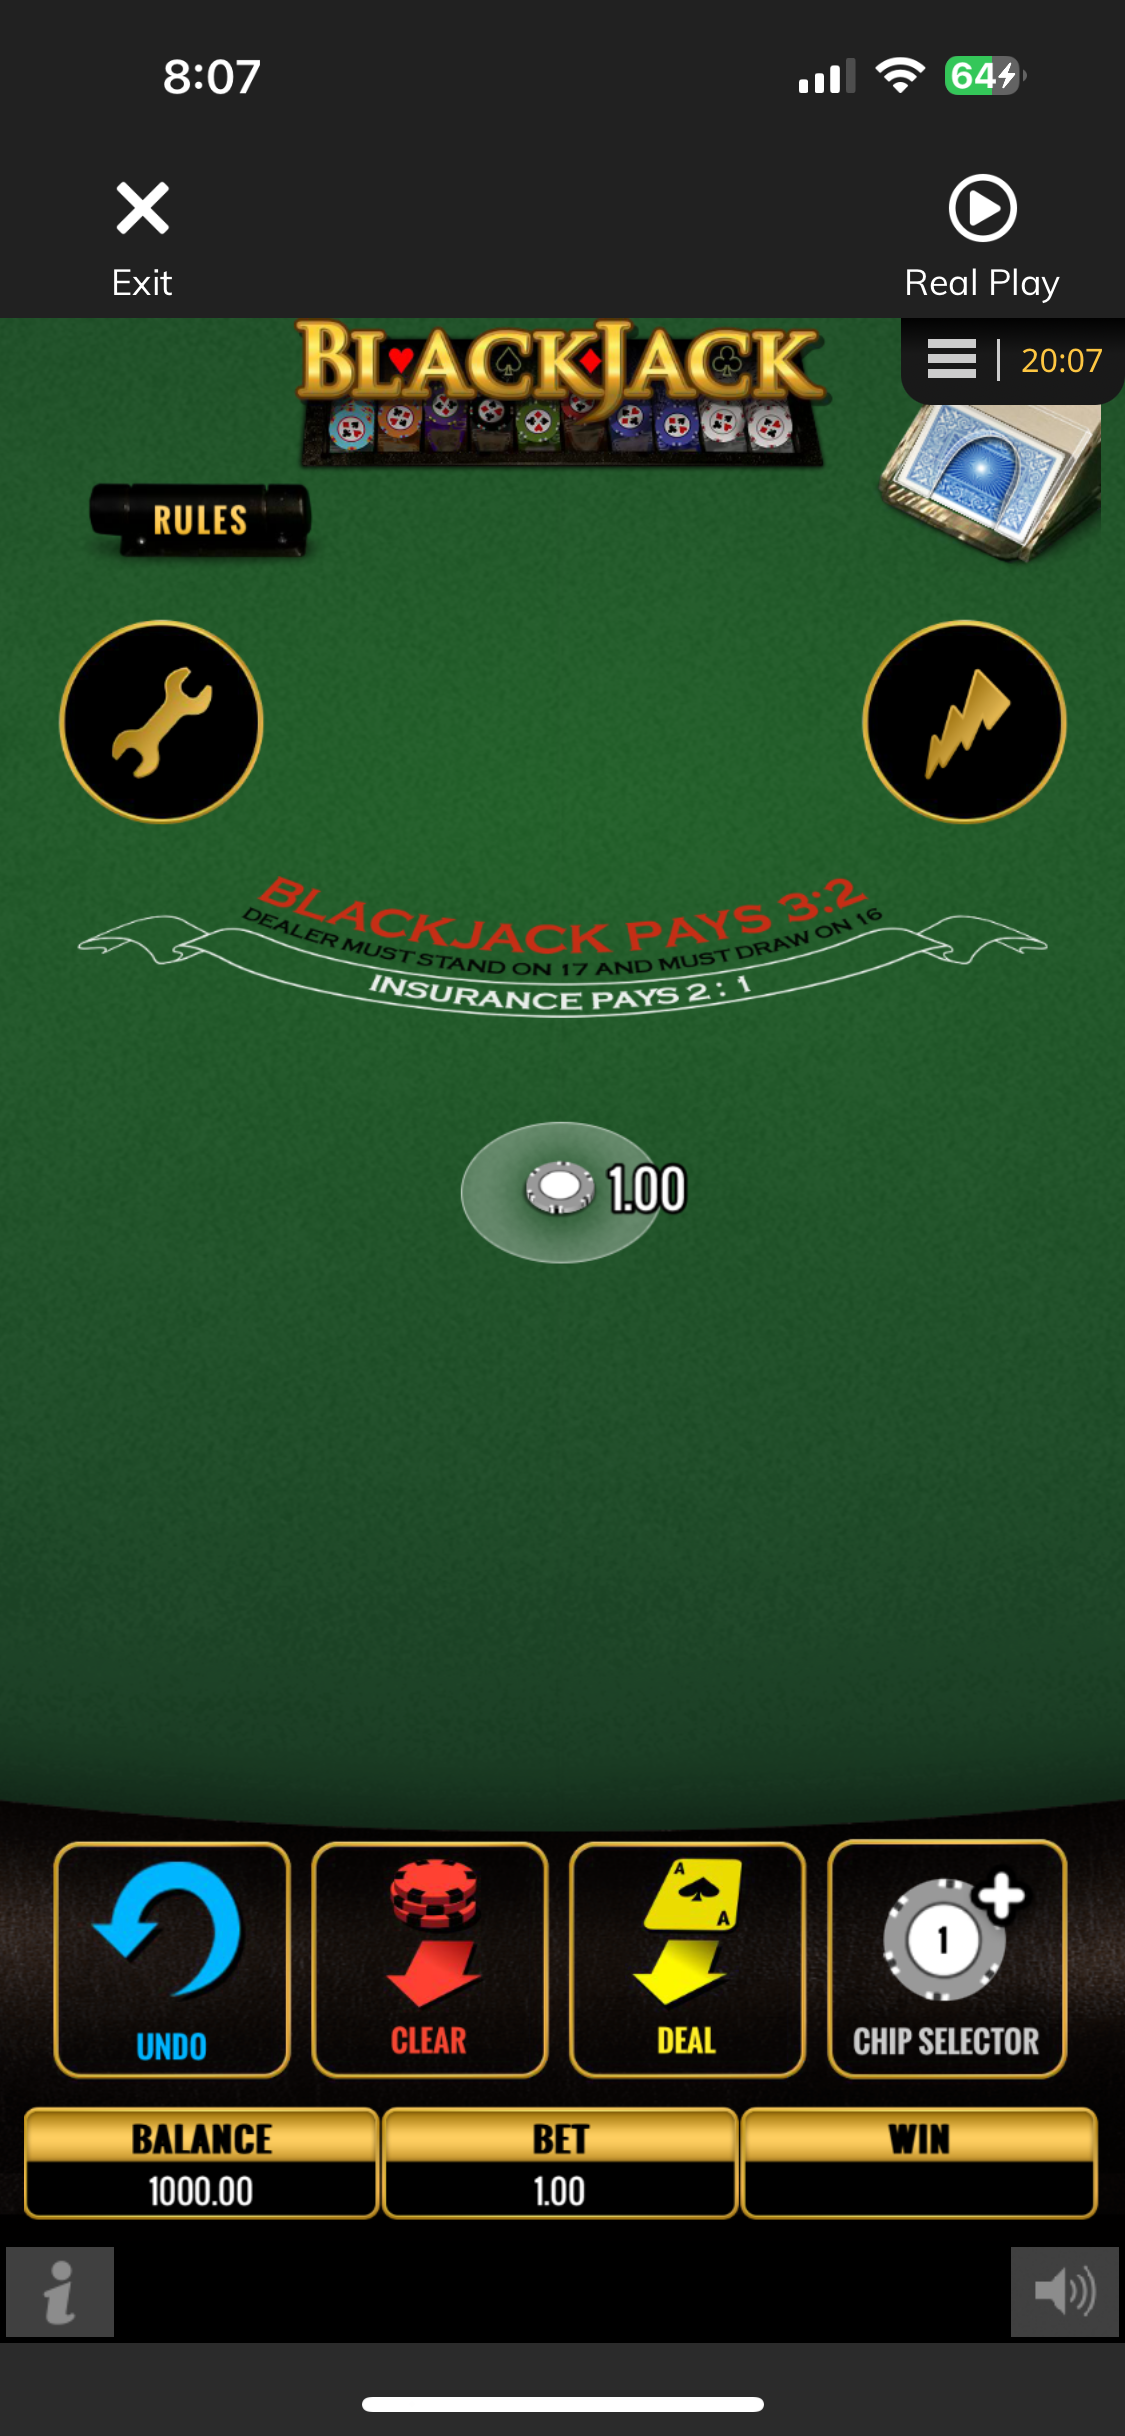 8:07
64
Exit
Real Play
BLACKJACK
20:07
RULES
BLACKJACK PAYS 3:2
DEALER MUST STAND ON 17 AND MUST DRAW ON 16
INSURANCE PAYS 2 : 1
1.00
A
A
1
UNDO
CLEAR
DEAL
CHIP SELECTOR
BALANCE
BET
WIN
1000.00
1.00
i